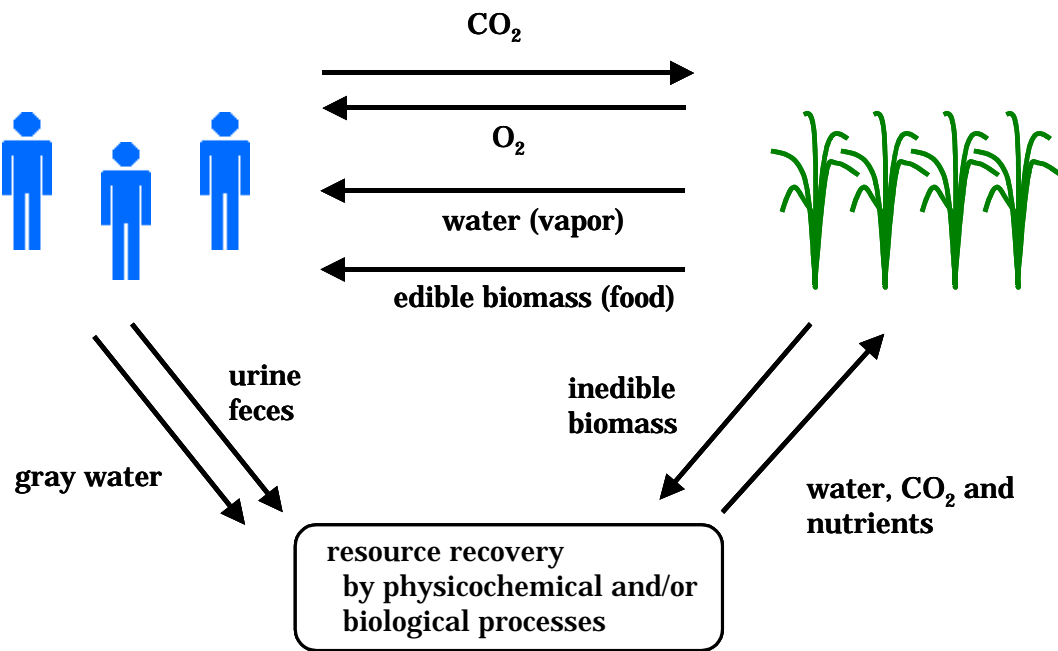 CO₂
O₂
water (vapor)
edible biomass (food)
urine
feces
inedible
biomass
gray water
water, CO₂ and
nutrients
resource recovery
by physicochemical and/or
biological processes